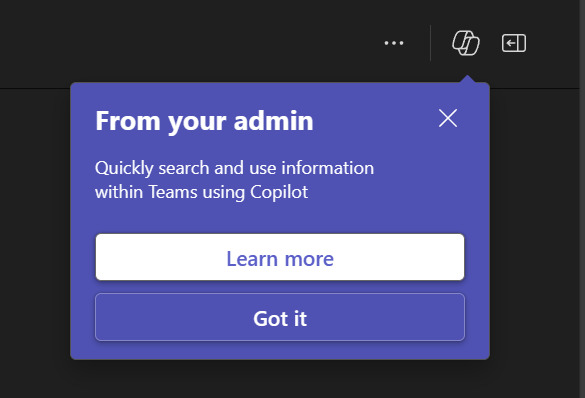 From your admin
Quickly search and use information
within Teams using Copilot
Learn more
Got it